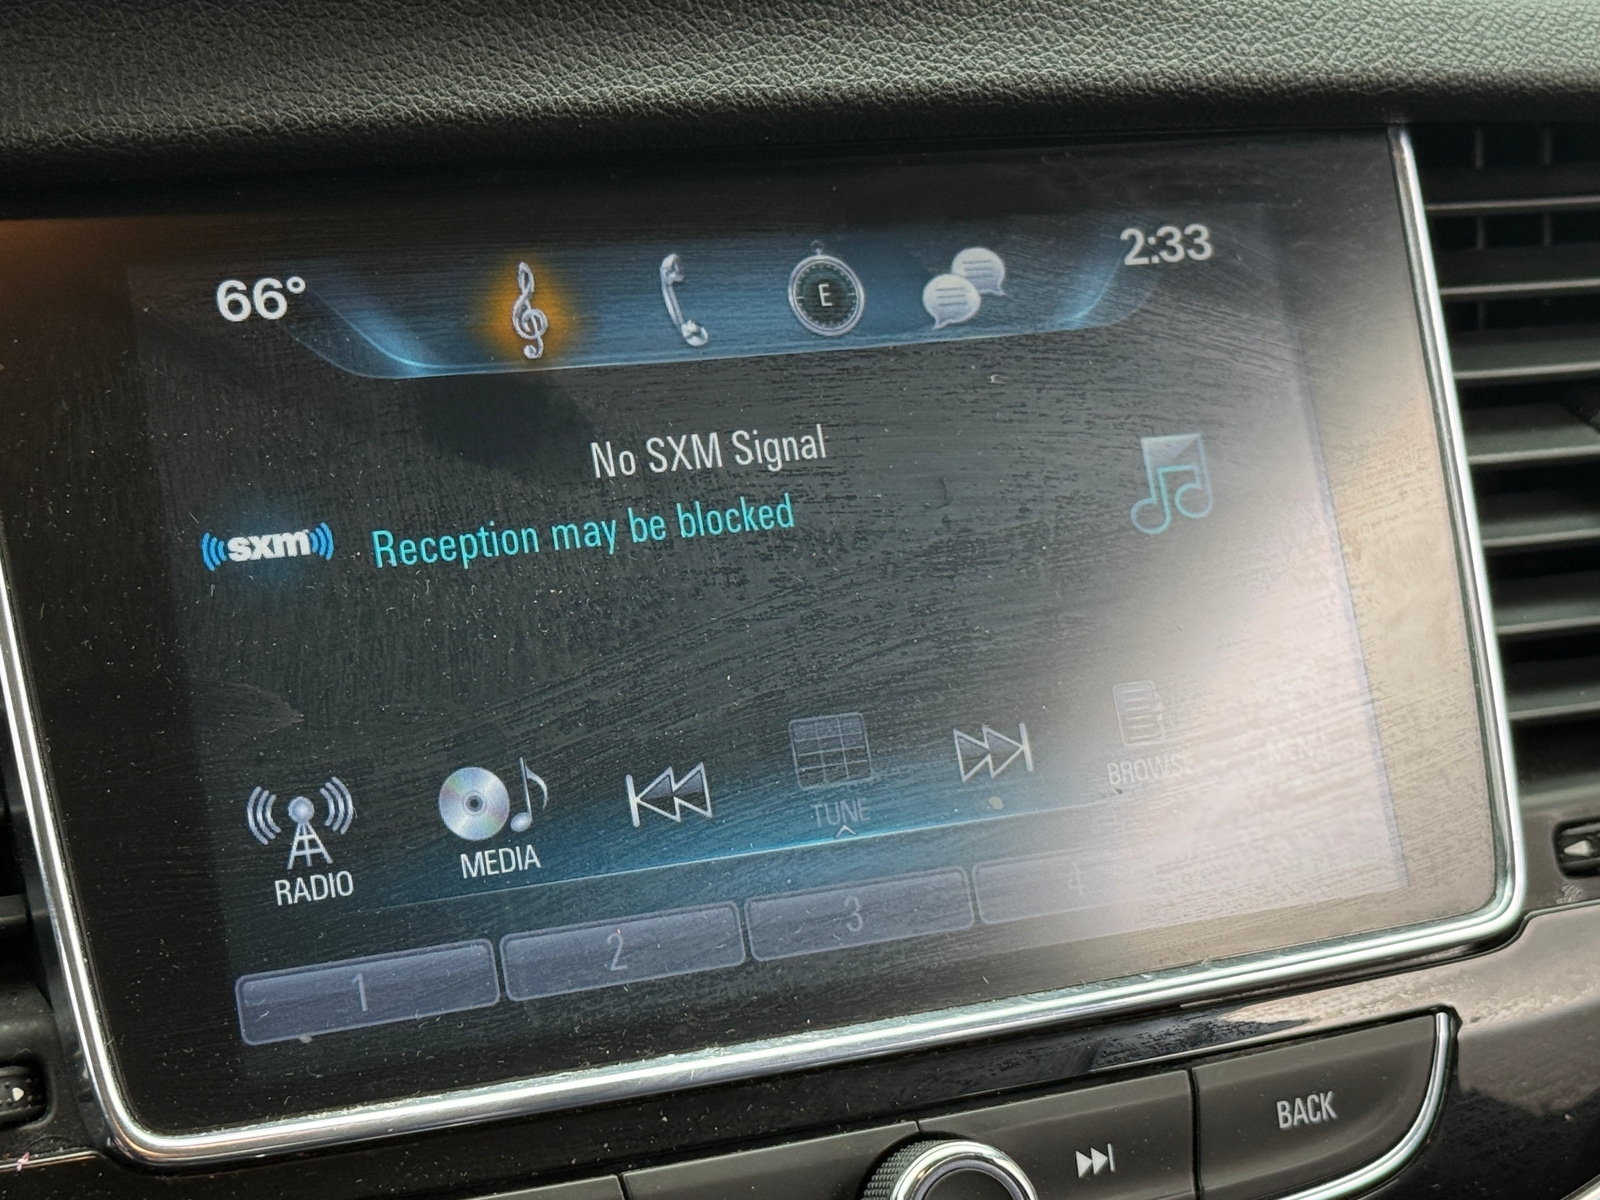 66°
E
2:33
No SXM Signal
sxm
Reception may be blocked
RADIO
MEDIA
TUNE
BROWSE
MENU
1
2
3
4
BACK